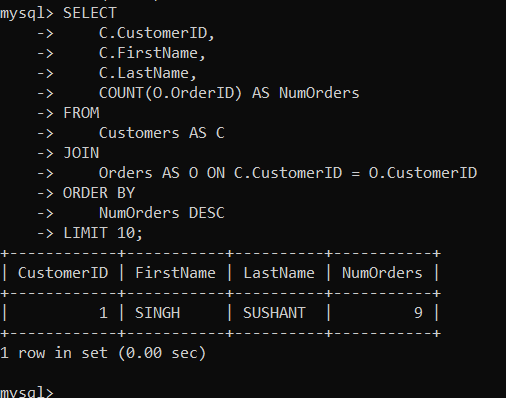 mysql> SELECT
    ->     C.CustomerID,
    ->     C.FirstName,
    ->     C.LastName,
    ->     COUNT(O.OrderID) AS NumOrders
    -> FROM
    ->     Customers AS C
    -> JOIN
    ->     Orders AS O ON C.CustomerID = O.CustomerID
    -> ORDER BY
    ->     NumOrders DESC
    -> LIMIT 10;
+------------+-----------+----------+-----------+
| CustomerID | FirstName | LastName | NumOrders |
+------------+-----------+----------+-----------+
|          1 | SINGH     | SUSHANT  |         9 |
+------------+-----------+----------+-----------+
1 row in set (0.00 sec)
mysql>